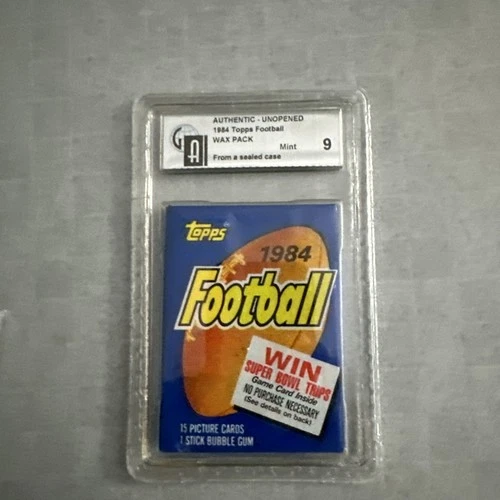 AUTHENTIC - UNOPENED
1984 Topps Football
WAX PACK
Mint 9
From a sealed case
GA
topps
1984
Football
WIN
SUPER BOWL TRIPS
Game Card Inside
NO PURCHASE NECESSARY
(See details on back)
15 PICTURE CARDS
1 STICK BUBBLE GUM